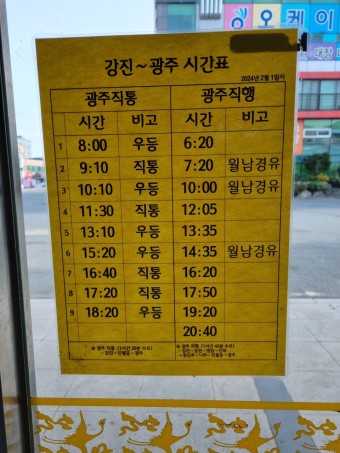 오케이
강진~광주 시간표
2024년 2월 1일자
광주직통 광주직행
시간 비고 시간 비고
1 8:00 우등 6:20
2 9:10 직통 7:20 월남경유
3 10:10 우등 10:00 월남경유
4 11:30 직통 12:05
5 13:10 우등 13:35
6 15:20 우등 14:35 월남경유
7 16:40 직통 16:20
8 17:20 직통 17:50
9 18:20 우등 19:20
20:40